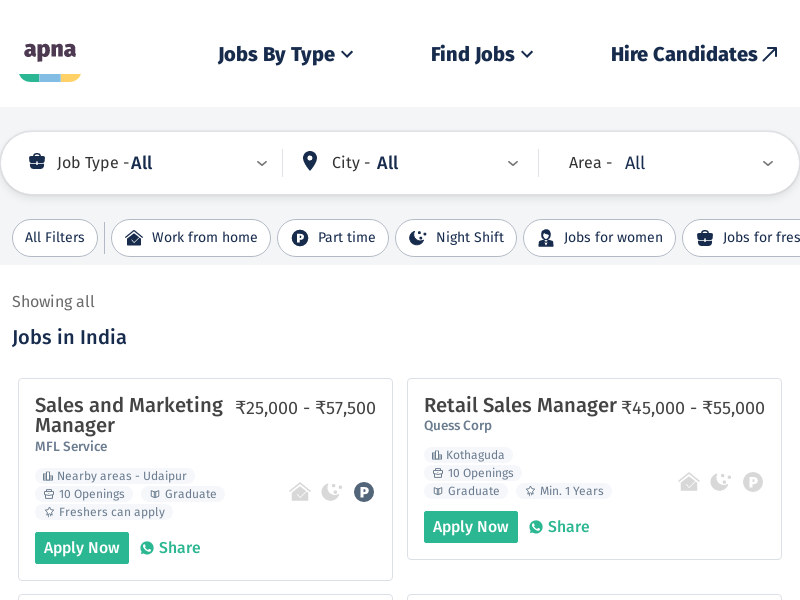 apna
Jobs By Type
Find Jobs
Hire Candidates
Job Type - All
City - All
Area - All
All Filters
Work from home
Part time
Night Shift
Jobs for women
Jobs for fres
Showing all
Jobs in India
Sales and Marketing Manager
₹25,000 - ₹57,500
MFL Service
Nearby areas - Udaipur
10 Openings
Graduate
Freshers can apply
P
Apply Now
Share
Retail Sales Manager
₹45,000 - ₹55,000
Quess Corp
Kothaguda
10 Openings
Graduate
Min. 1 Years
P
Apply Now
Share